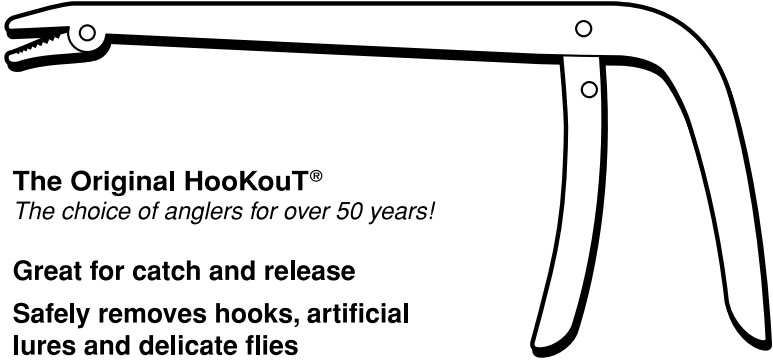 The Original HooKouT®
The choice of anglers for over 50 years!
Great for catch and release
Safely removes hooks, artificial
lures and delicate flies